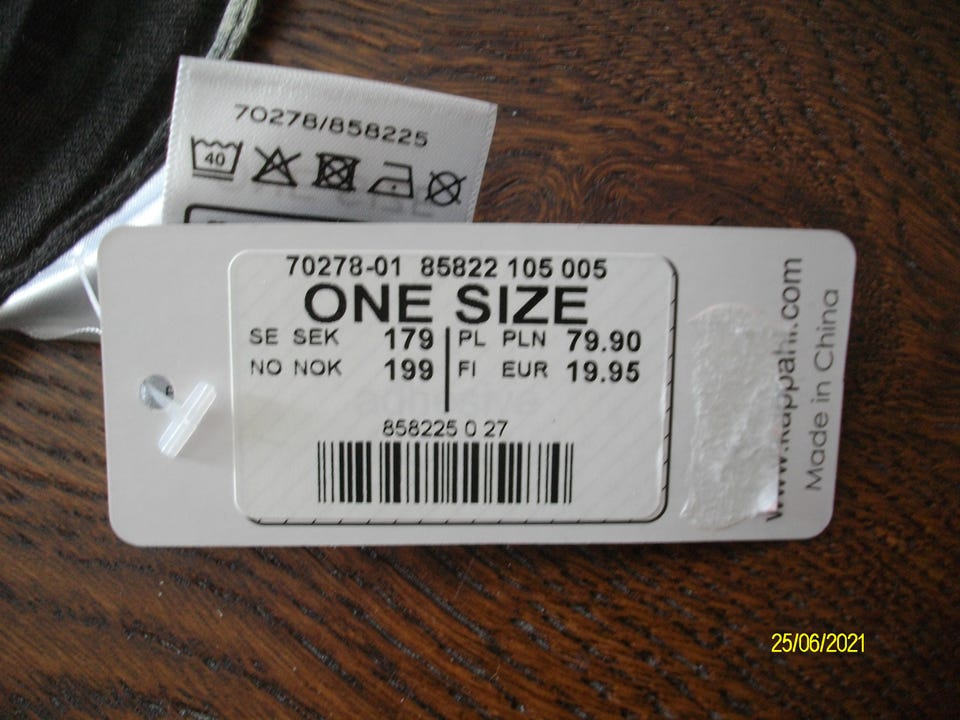 70278/858225
40
70278-01 85822 105 005
ONE SIZE
SE SEK 179 PL PLN 79.90
NO NOK 199 FI EUR 19.95
858225 0 27
www.kappahl.com
Made in China
25/06/2021